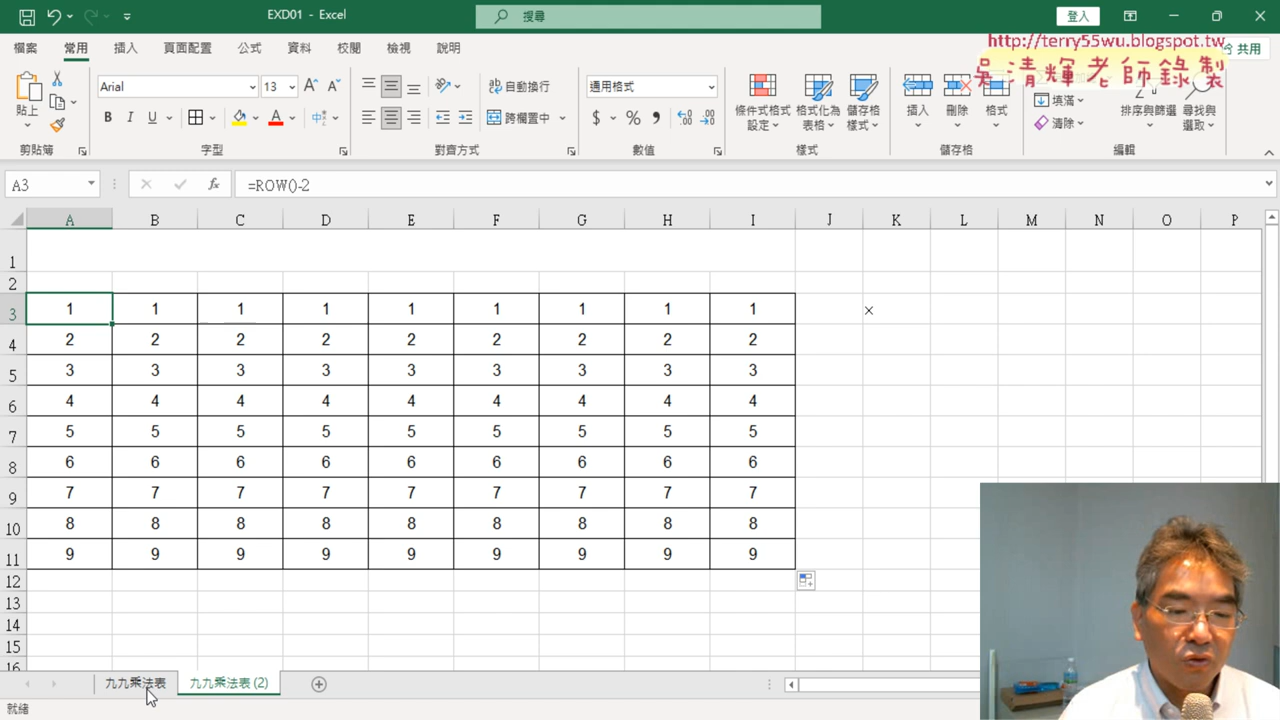 EXD01 - Excel
搜尋
登入
檔案 常用 插入 頁面配置 公式 資料 校閱 檢視 說明
共用
http://terry55wu.blogspot.tw
吳清輝老師錄製
貼上
Arial 13
B I U
自動換行
跨欄置中
通用格式
$ % ,
條件式格式設定
格式化為表格
儲存格樣式
插入 刪除 格式
填滿
清除
排序與篩選
尋找與選取
剪貼簿 字型 對齊方式 數值 樣式 儲存格 編輯
A3 fx =ROW()-2
A B C D E F G H I J K L M N O P
1
2
3 1 1 1 1 1 1 1 1 1 ×
4 2 2 2 2 2 2 2 2 2
5 3 3 3 3 3 3 3 3 3
6 4 4 4 4 4 4 4 4 4
7 5 5 5 5 5 5 5 5 5
8 6 6 6 6 6 6 6 6 6
9 7 7 7 7 7 7 7 7 7
10 8 8 8 8 8 8 8 8 8
11 9 9 9 9 9 9 9 9 9
12
13
14
15
16
九九乘法表 九九乘法表 (2)
就緒